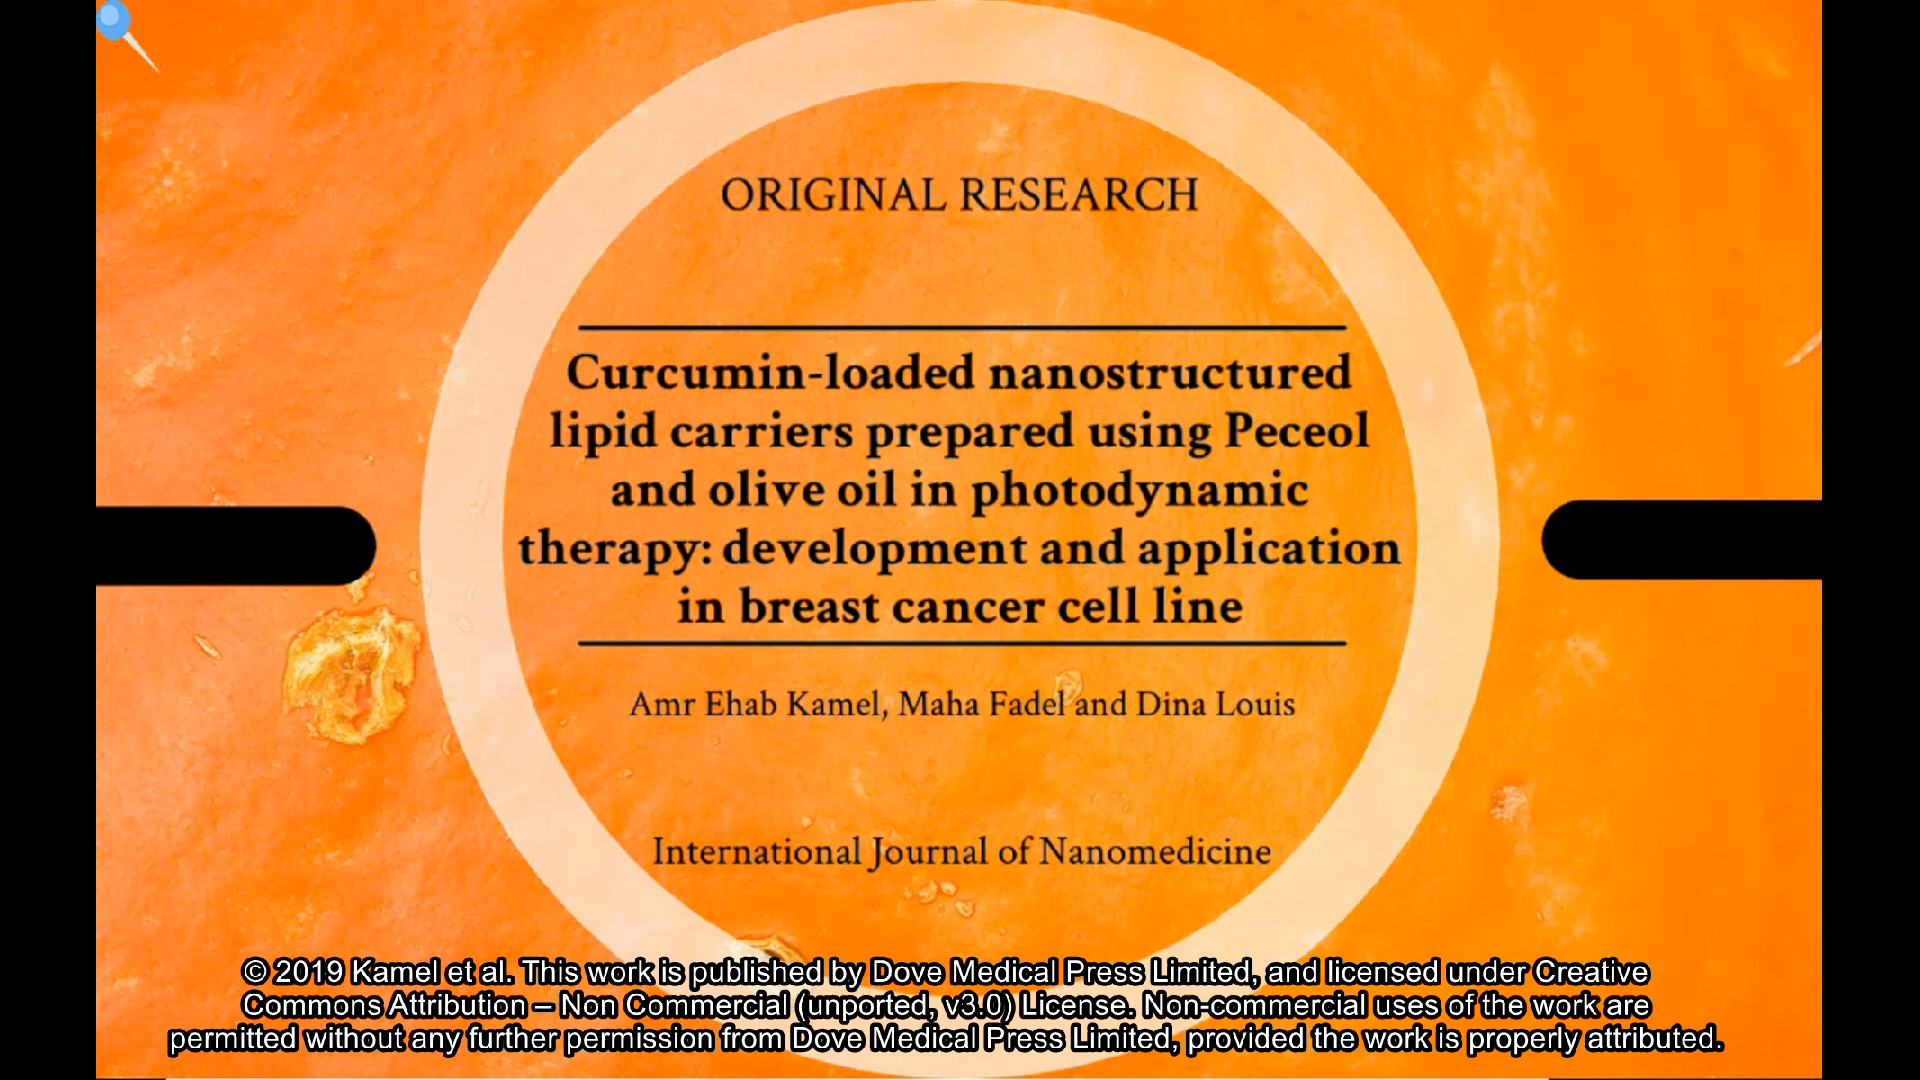 ORIGINAL RESEARCH
Curcumin-loaded nanostructured
lipid carriers prepared using Peceol
and olive oil in photodynamic
therapy: development and application
in breast cancer cell line
Amr Ehab Kamel, Maha Fadel and Dina Louis
International Journal of Nanomedicine
© 2019 Kamel et al. This work is published by Dove Medical Press Limited, and licensed under Creative
Commons Attribution – Non Commercial (unported, v3.0) License. Non-commercial uses of the work are
permitted without any further permission from Dove Medical Press Limited, provided the work is properly attributed.